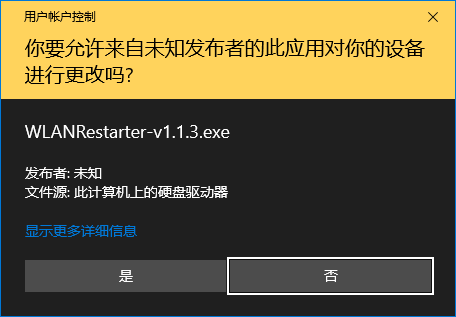 用户帐户控制
你要允许来自未知发布者的此应用对你的设备
进行更改吗?
WLANRestarter-v1.1.3.exe
发布者: 未知
文件源: 此计算机上的硬盘驱动器
显示更多详细信息
是
否